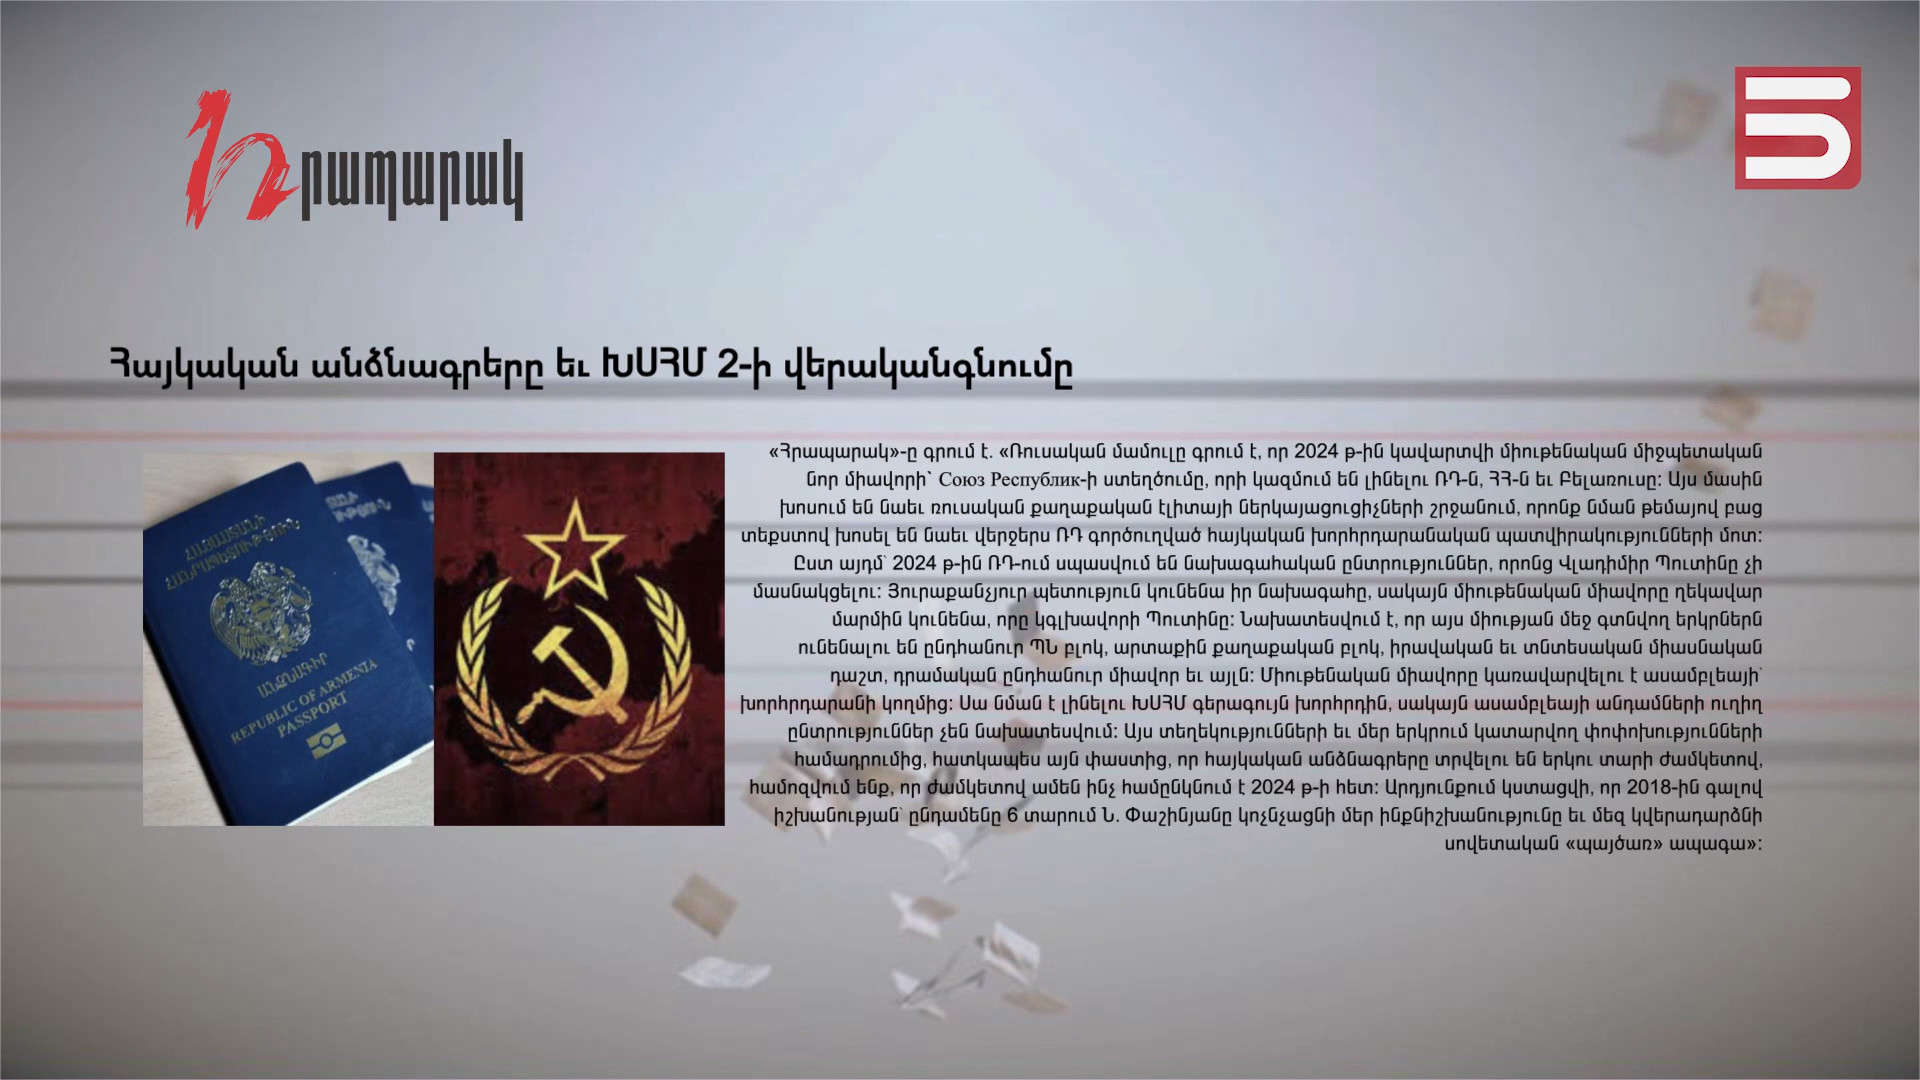 Հրապարակ
5
Հայկական անձնագրերը եւ ԽՍՀՄ 2-ի վերականգնումը
«Հրապարակ»-ը գրում է. «Ռուսական մամուլը գրում է, որ 2024 թ-ին կավարտվի միութենական միջպետական
նոր միավորի՝ Союз Республик-ի ստեղծումը, որի կազմում են լինելու ՌԴ-ն, ՀՀ-ն եւ Բելառուսը: Այս մասին
խոսում են նաեւ ռուսական քաղաքական էլիտայի ներկայացուցիչների շրջանում, որոնք նման թեմայով բաց
տեքստով խոսել են նաեւ վերջերս ՌԴ գործուղված հայկական խորհրդարանական պատվիրակությունների մոտ:
Ըստ այդմ՝ 2024 թ-ին ՌԴ-ում սպասվում են նախագահական ընտրություններ, որոնց Վլադիմիր Պուտինը չի
մասնակցելու: Յուրաքանչյուր պետություն կունենա իր նախագահը, սակայն միութենական միավորը ղեկավար
մարմին կունենա, որը կգլխավորի Պուտինը: Նախատեսվում է, որ այս միության մեջ գտնվող երկրներն
ունենալու են ընդհանուր ՊՆ բլոկ, արտաքին քաղաքական բլոկ, իրավական եւ տնտեսական միասնական
դաշտ, դրամական ընդհանուր միավոր եւ այլն: Միութենական միավորը կառավարվելու է ասամբլեայի՝
խորհրդարանի կողմից: Սա նման է լինելու ԽՍՀՄ գերագույն խորհրդին, սակայն ասամբլեայի անդամների ուղիղ
ընտրություններ չեն նախատեսվում: Այս տեղեկությունների եւ մեր երկրում կատարվող փոփոխությունների
համադրումից, հատկապես այն փաստից, որ հայկական անձնագրերը տրվելու են երկու տարի ժամկետով,
համոզվում ենք, որ ժամկետով ամեն ինչ համընկնում է 2024 թ-ի հետ: Արդյունքում կստացվի, որ 2018-ին գալով
իշխանության՝ ընդամենը 6 տարում Ն. Փաշինյանը կոչնչացնի մեր ինքնիշխանությունը եւ մեզ կվերադարձնի
սովետական «պայծառ» ապագա»:
ՀԱՅԱՍՏԱՆԻ
ՀԱՆՐԱՊԵՏՈՒԹՅՈՒՆ
ԱՆՁՆԱԳԻՐ
REPUBLIC OF ARMENIA
PASSPORT